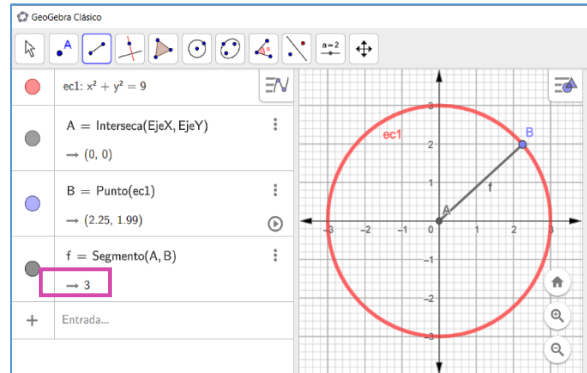 GeoGebra Clásico
A
a=2
ec1: x² + y² = 9
A = Interseca(EjeX, EjeY)
→ (0, 0)
B = Punto(ec1)
→ (2.25, 1.99)
f = Segmento(A, B)
→ 3
+ Entrada...
3
ec1
B
2
1
f
A
-3 -2 -1 0 1 2 3
-1
-2
-3